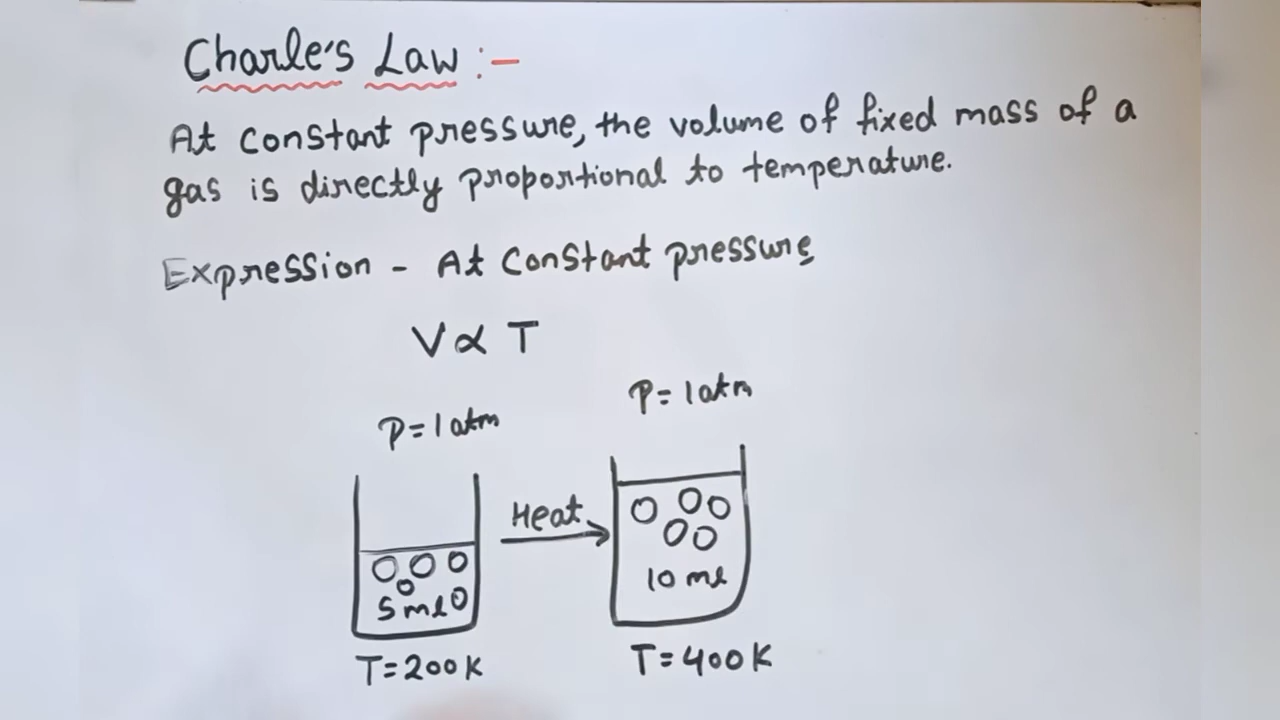 Charle's Law :-
At constant pressure, the volume of fixed mass of a
gas is directly proportional to temperature.
Expression - At constant pressure
V ∝ T
P = 1 atm
P = 1 atm
Heat
5 ml
10 ml
T = 200 K
T = 400 K